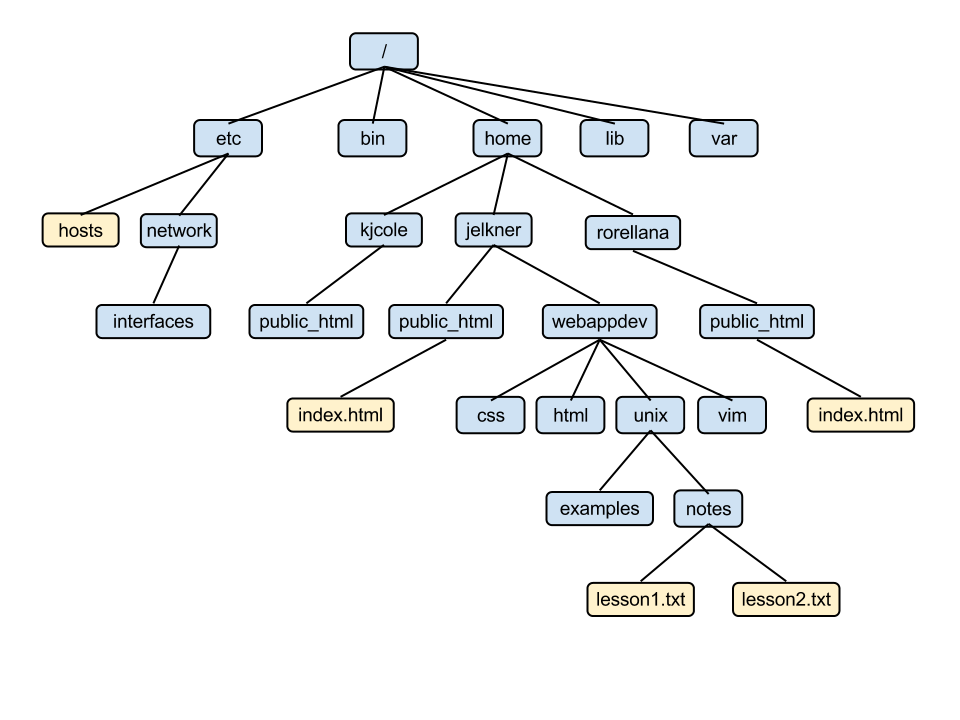 /
etc
bin
home
lib
var
hosts
network
kjcole
jelkner
rorellana
interfaces
public_html
public_html
webappdev
public_html
index.html
css
html
unix
vim
index.html
examples
notes
lesson1.txt
lesson2.txt